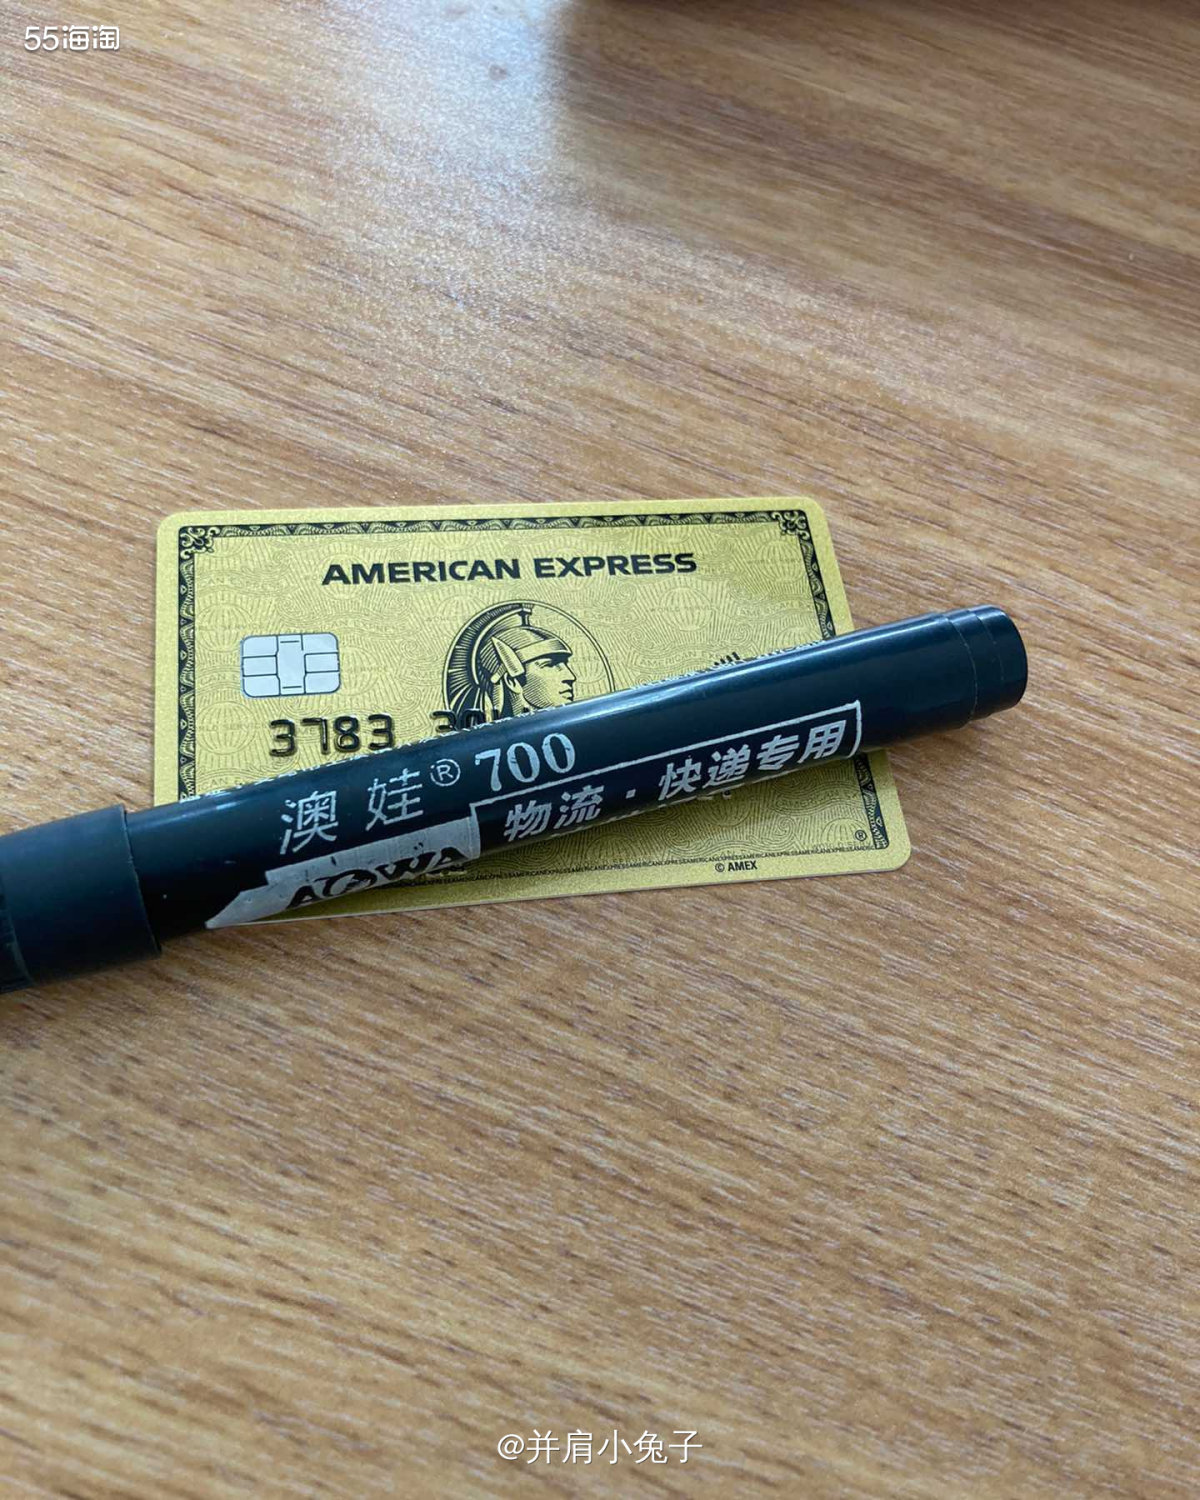 55海淘
AMERICAN EXPRESS
3783
澳娃® 700
物流·快递专用
AOWA
® 
© AMEX
@并肩小兔子